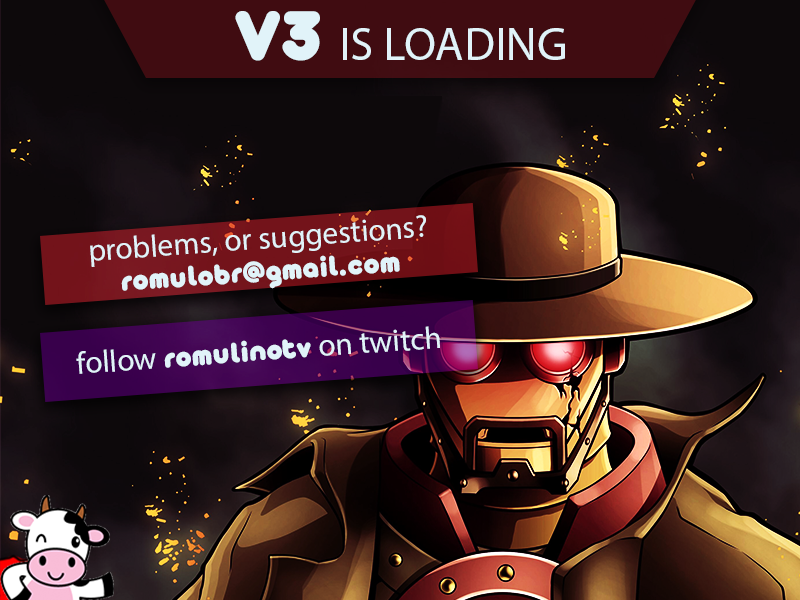 V3 IS LOADING
problems, or suggestions?
romulobr@gmail.com
follow romulinotv on twitch